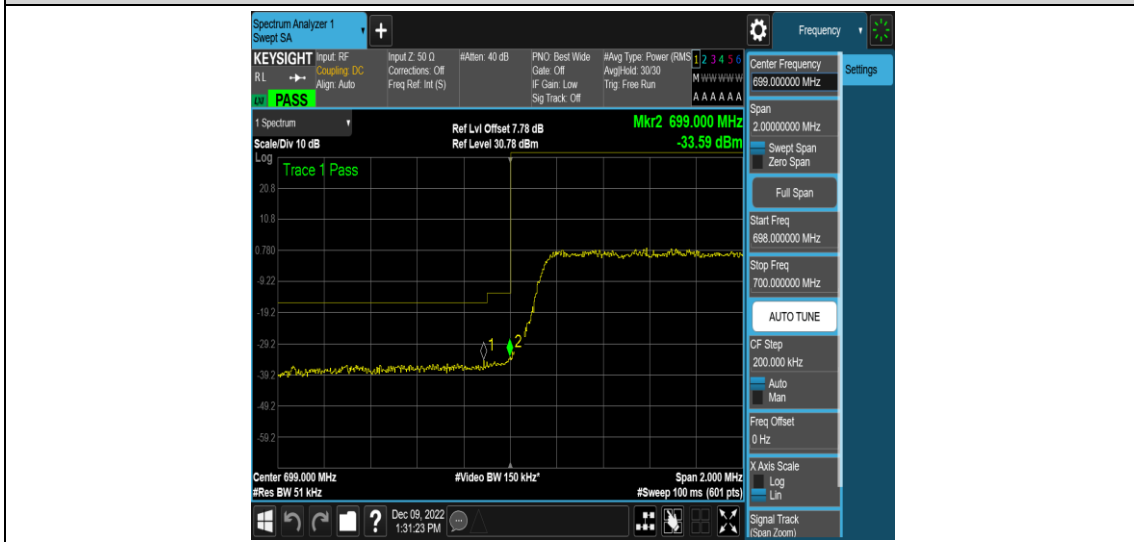 Spectrum Analyzer 1
Swept SA
+
Frequency
KEYSIGHT
Input: RF
Coupling: DC
Align: Auto
Input Z: 50 Ω
Corrections: Off
Freq Ref: Int (S)
#Atten: 40 dB
PNO: Best Wide
Gate: Off
IF Gain: Low
Sig Track: Off
#Avg Type: Power (RMS
Avg|Hold: 30/30
Trig: Free Run
1 2 3 4 5 6
M W W W W W
A A A A A A
R L
LXI
PASS
1 Spectrum
Scale/Div 10 dB
Ref Lvl Offset 7.78 dB
Ref Level 30.78 dBm
Mkr2 699.000 MHz
-33.59 dBm
Log
Trace 1 Pass
20.8
10.8
0.780
-9.22
-19.2
-29.2
-39.2
-49.2
-59.2
1
2
Center 699.000 MHz
#Res BW 51 kHz
#Video BW 150 kHz*
Span 2.000 MHz
#Sweep 100 ms (601 pts)
Center Frequency
699.000000 MHz
Settings
Span
2.00000000 MHz
Swept Span
Zero Span
Full Span
Start Freq
698.000000 MHz
Stop Freq
700.000000 MHz
AUTO TUNE
CF Step
200.000 kHz
Auto
Man
Freq Offset
0 Hz
X Axis Scale
Log
Lin
Signal Track
(Span Zoom)
?
Dec 09, 2022
1:31:23 PM